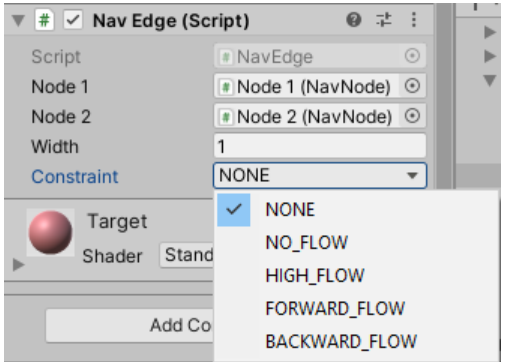 Nav Edge (Script)
Script NavEdge
Node 1 Node 1 (NavNode)
Node 2 Node 2 (NavNode)
Width 1
Constraint NONE
NONE
NO_FLOW
HIGH_FLOW
FORWARD_FLOW
BACKWARD_FLOW
Target
Shader Stand
Add Co